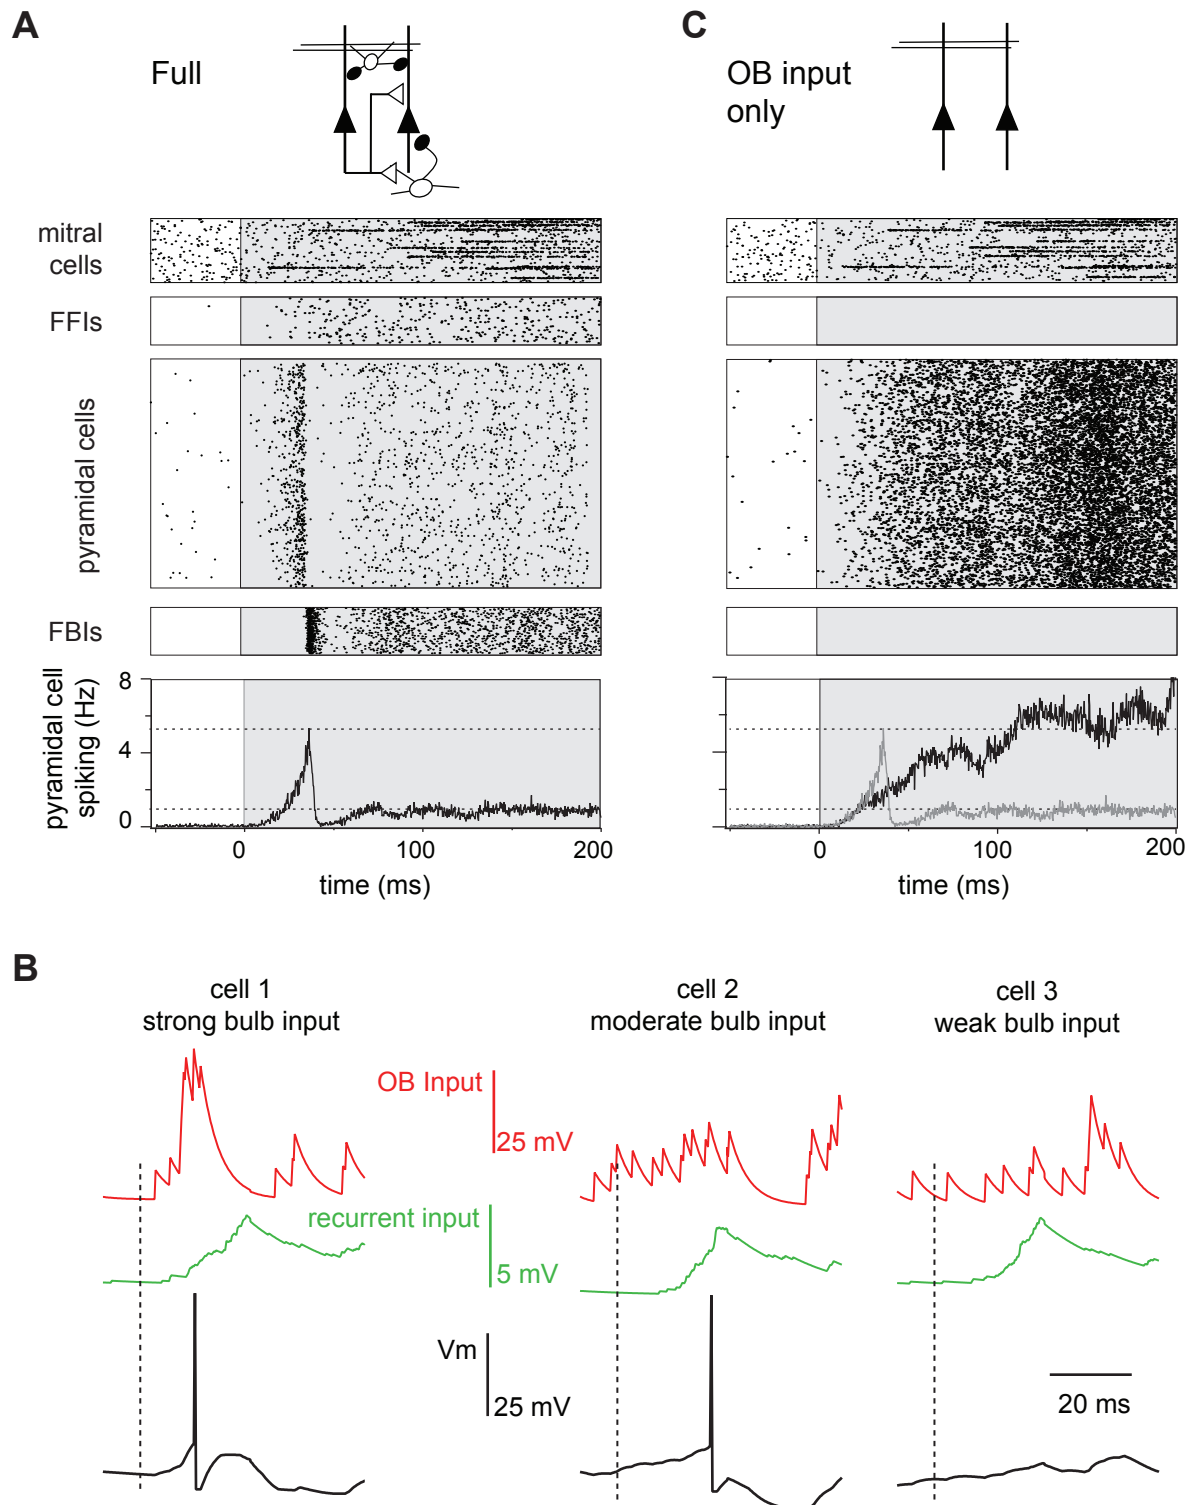 A
Full
mitral
cells
FFIs
pyramidal cells
FBIs
pyramidal cell
spiking (Hz)
8
4
0
0
100
200
time (ms)
C
OB input
only
0
100
200
time (ms)
B
cell 1
strong bulb input
cell 2
moderate bulb input
cell 3
weak bulb input
OB Input
25 mV
recurrent input
5 mV
Vm
25 mV
20 ms